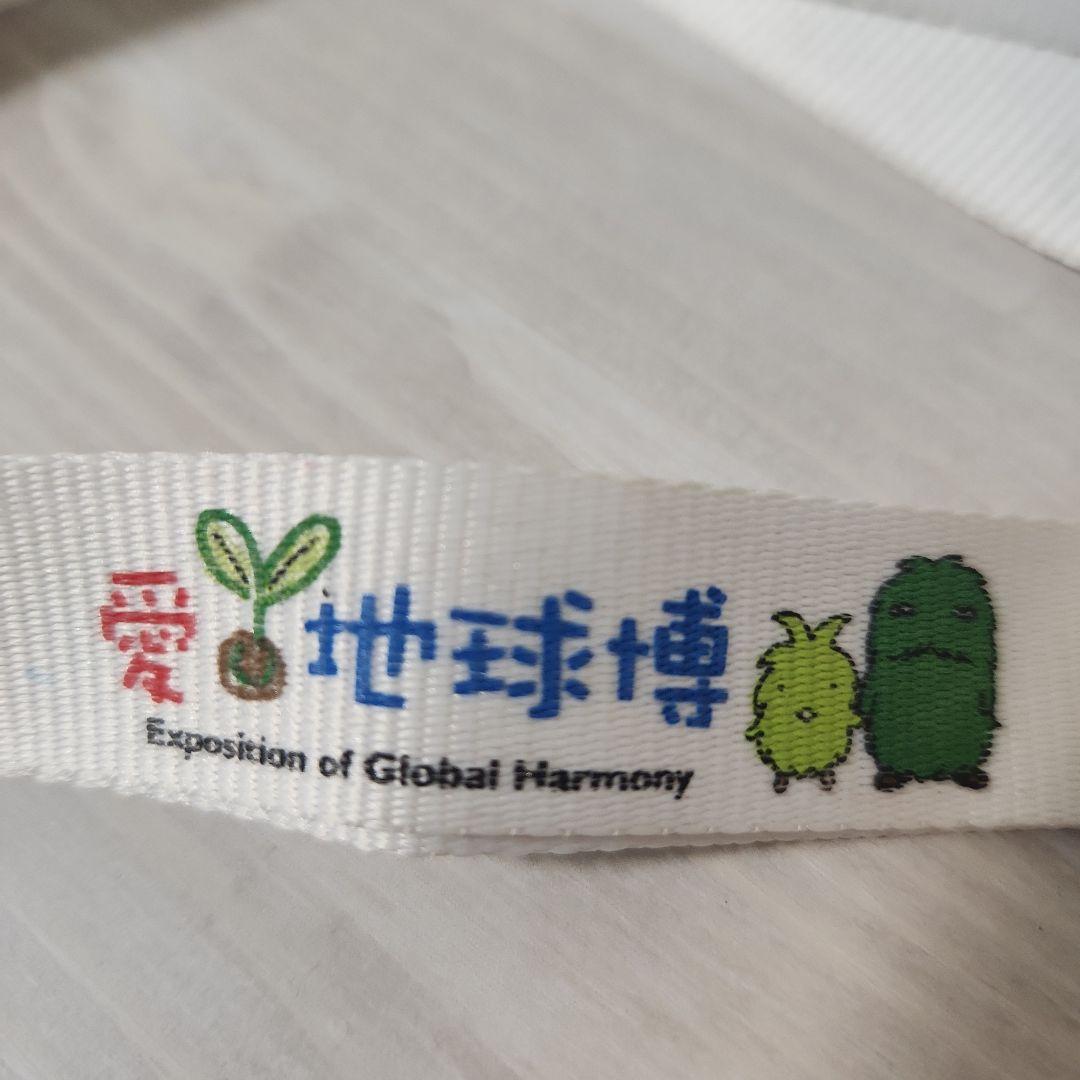 愛・地球博
Exposition of Global Harmony